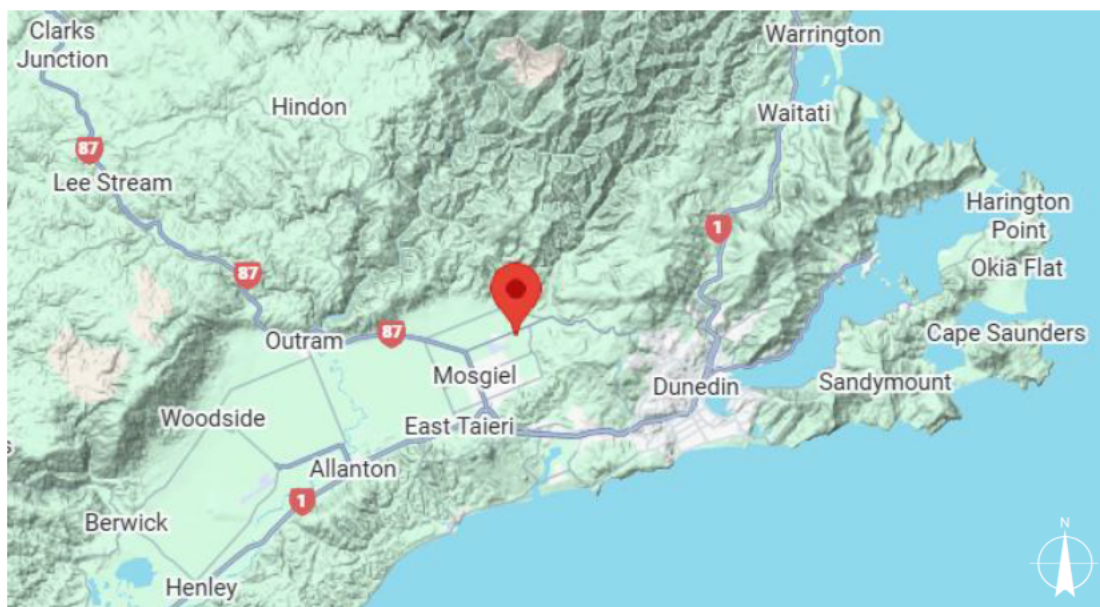 Clarks
Junction
Warrington
Hindon
Waitati
87
Lee Stream
Harington
Point
1
Okia Flat
87
87
Outram
Cape Saunders
Mosgiel
Dunedin
Sandymount
Woodside
East Taieri
Allanton
1
Berwick
Henley
s
N